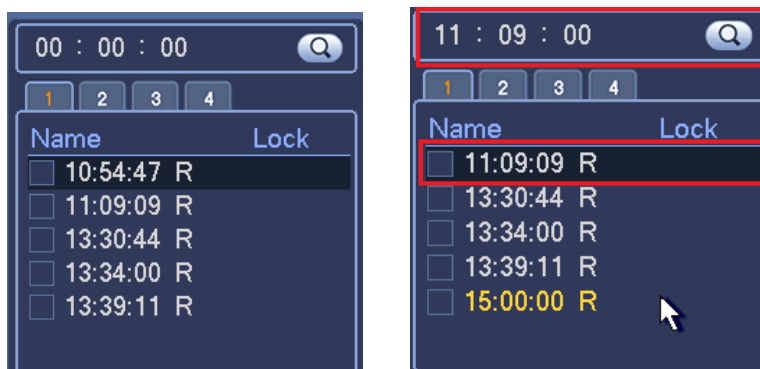 00 : 00 : 00
1 2 3 4
Name Lock
10:54:47 R
11:09:09 R
13:30:44 R
13:34:00 R
13:39:11 R
11 : 09 : 00
1 2 3 4
Name Lock
11:09:09 R
13:30:44 R
13:34:00 R
13:39:11 R
15:00:00 R